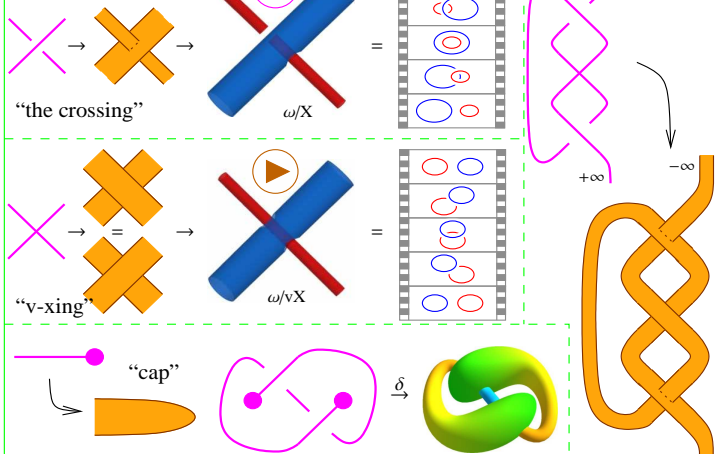 → → =
ω/X
“the crossing”
+∞
−∞
→ = → =
ω/vX
“v-xing”
“cap”
δ
→